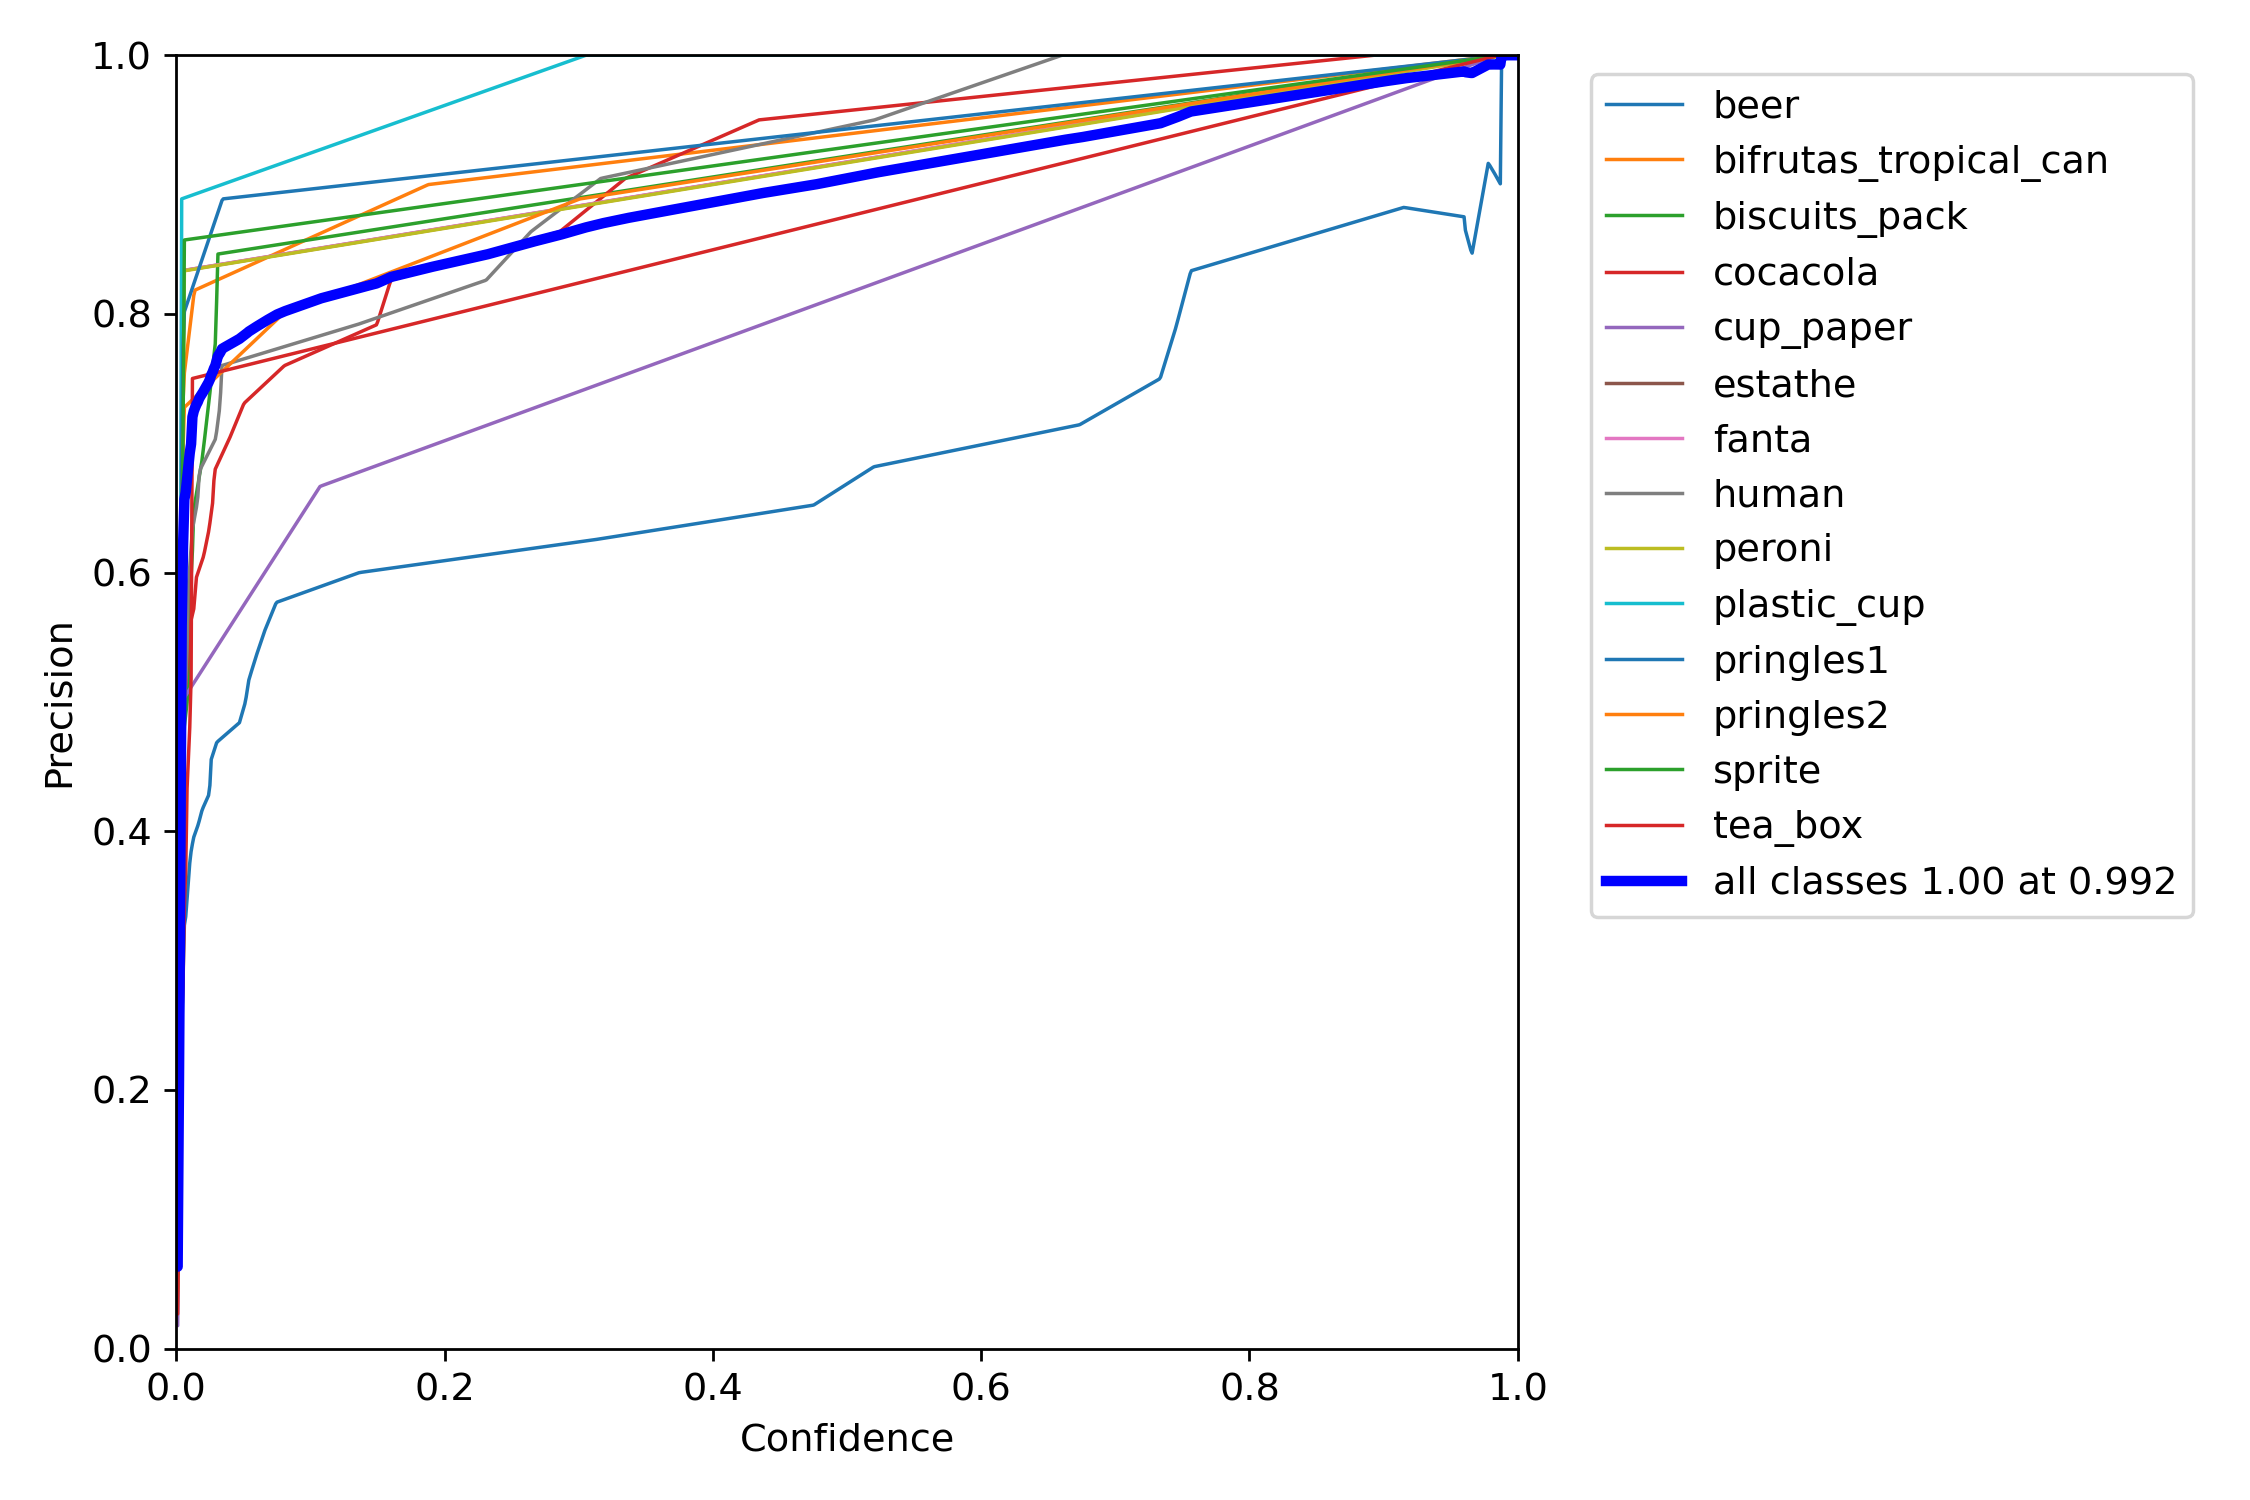 1.0
0.8
0.6
0.4
0.2
0.0
0.0 0.2 0.4 0.6 0.8 1.0
Precision
Confidence
beer
bifrutas_tropical_can
biscuits_pack
cocacola
cup_paper
estathe
fanta
human
peroni
plastic_cup
pringles1
pringles2
sprite
tea_box
all classes 1.00 at 0.992